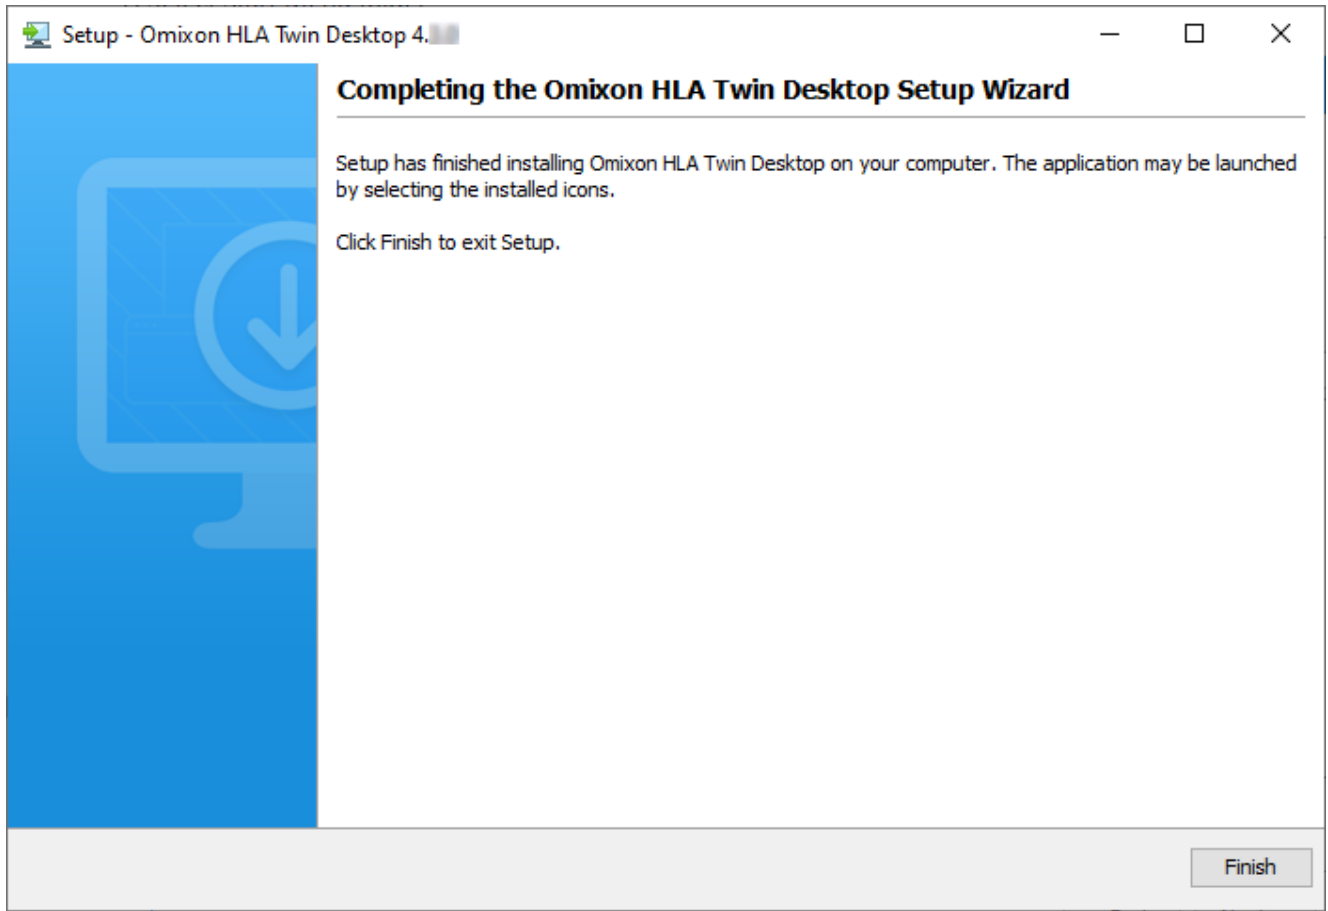 Setup - Omixon HLA Twin Desktop 4.
Completing the Omixon HLA Twin Desktop Setup Wizard
Setup has finished installing Omixon HLA Twin Desktop on your computer. The application may be launched
by selecting the installed icons.
Click Finish to exit Setup.
Finish